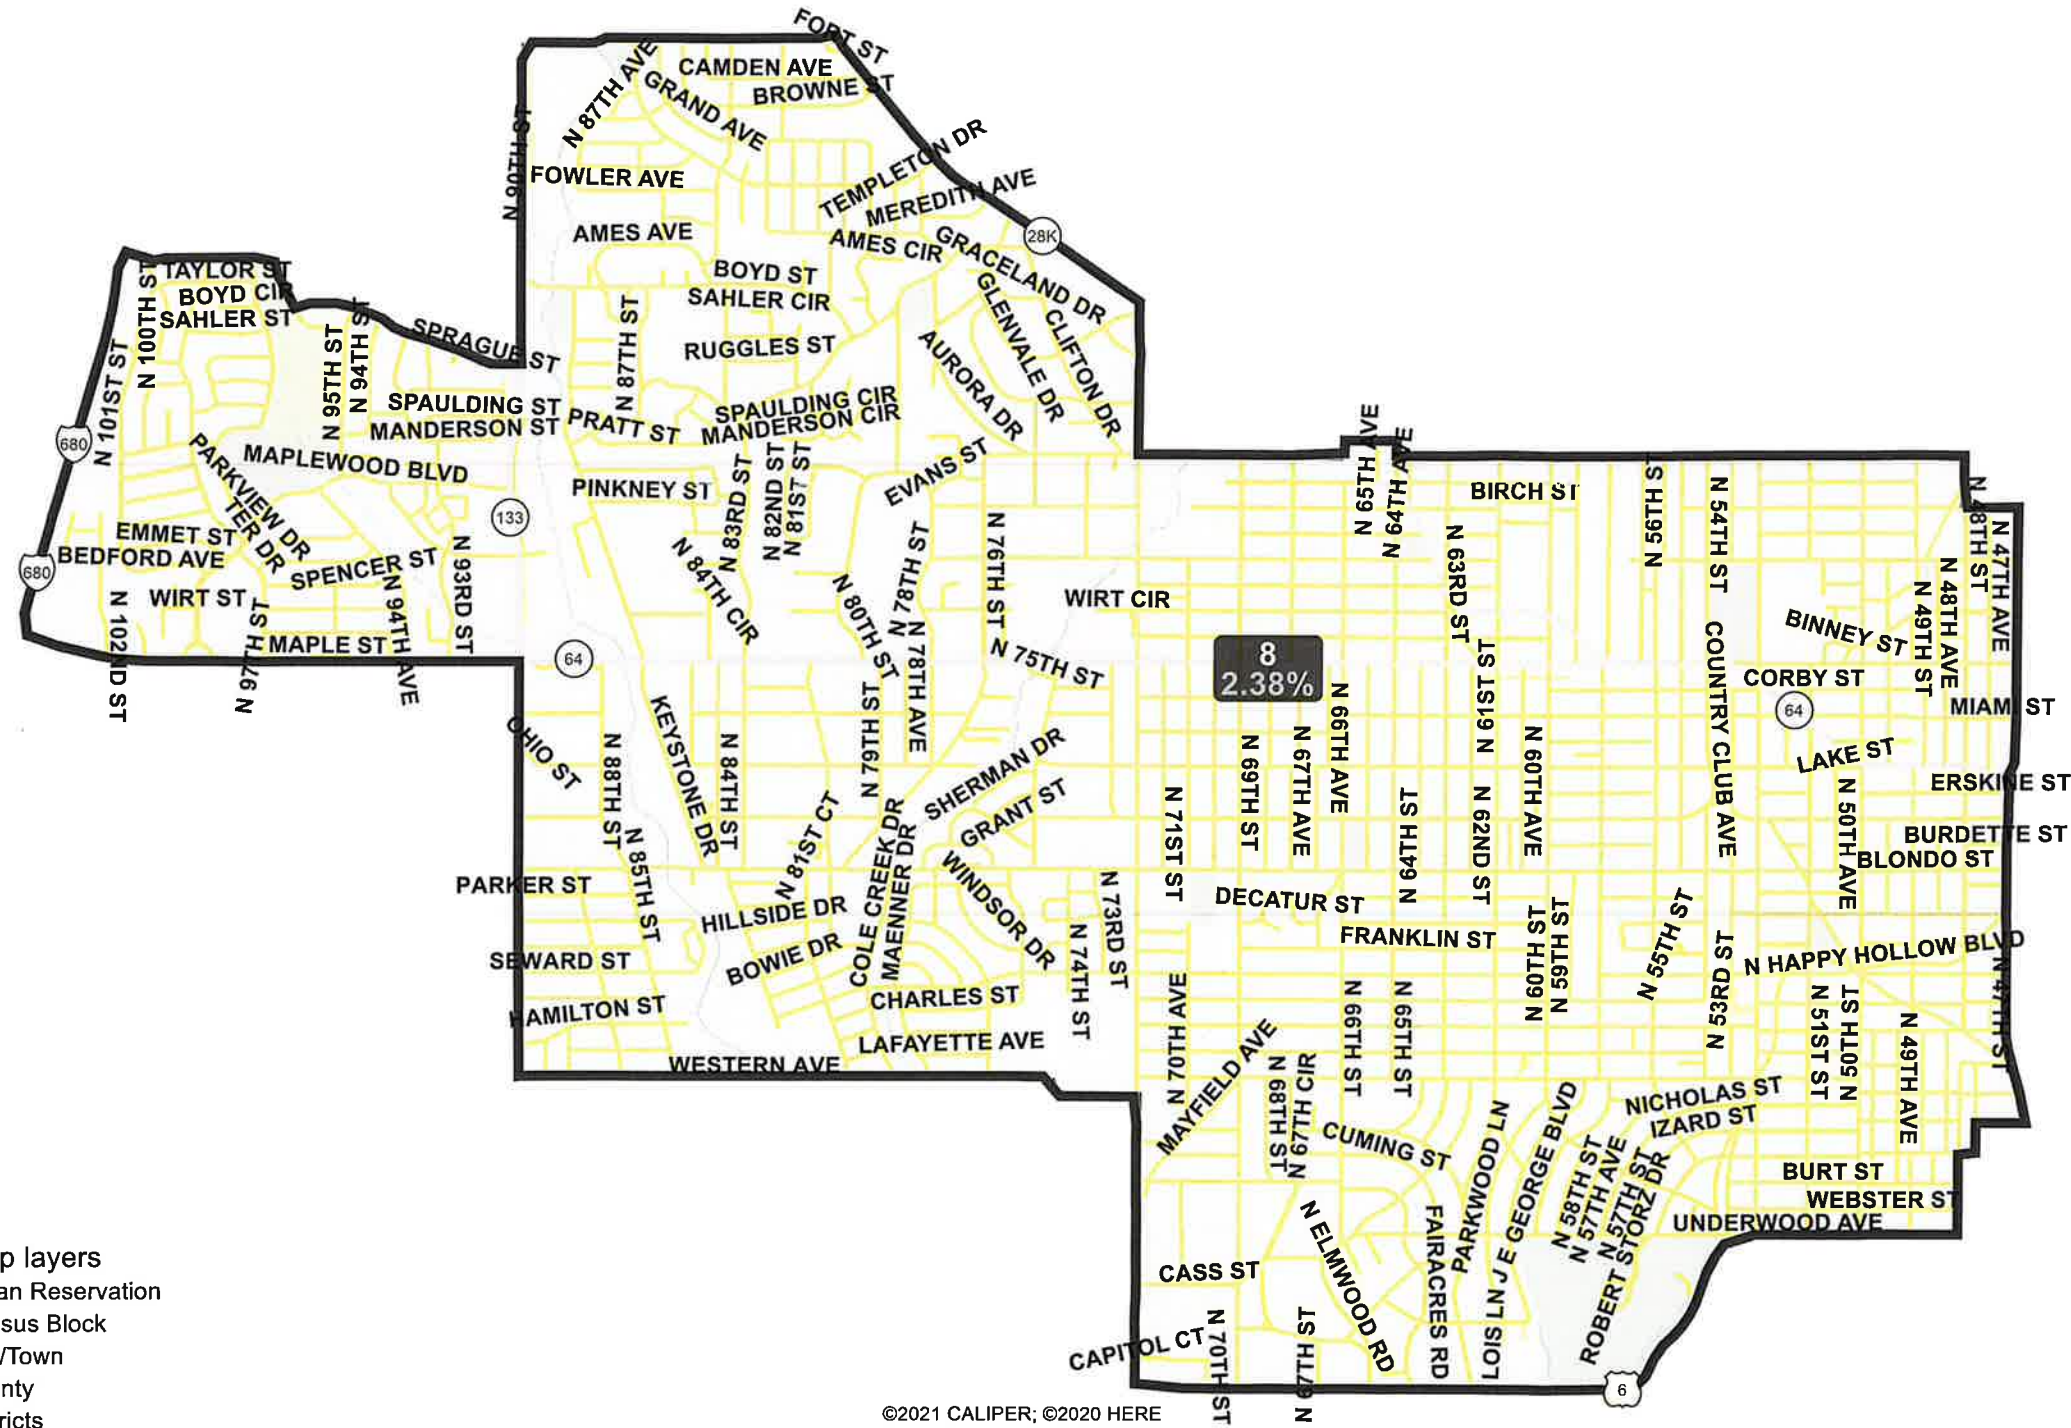 FORT ST
CAMDEN AVE
BROWNE ST
N 87TH AVE
GRAND AVE
N 90TH ST
FOWLER AVE
TEMPLETON DR
MEREDITH AVE
AMES AVE
AMES CIR
GRACELAND DR
28K
TAYLOR ST
BOYD CIR
SAHLER ST
BOYD ST
SAHLER CIR
GLENVALE DR
CLIFTON DR
N 100TH ST
N 101ST ST
N 95TH ST
N 94TH ST
SPRAGUE ST
N 87TH ST
RUGGLES ST
AURORA DR
SPAULDING ST
MANDERSON ST
PRATT ST
SPAULDING CIR
MANDERSON CIR
680
PARKVIEW DR
MAPLEWOOD BLVD
EVANS ST
PINKNEY ST
N 83RD ST
N 82ND ST
N 81ST ST
N 65TH AVE
N 64TH AVE
BIRCH ST
N 56TH ST
N 54TH ST
N 48TH ST
N 47TH AVE
133
TER DR
EMMET ST
BEDFORD AVE
680
SPENCER ST
N 93RD ST
N 84TH CIR
N 78TH ST
N 76TH ST
N 63RD ST
N 80TH ST
WIRT ST
N 97TH ST
N 94TH AVE
MAPLE ST
N 102ND ST
WIRT CIR
N 75TH ST
N 78TH AVE
BINNEY ST
N 49TH ST
N 48TH AVE
64
8
2.38%
N 61ST ST
COUNTRY CLUB AVE
CORBY ST
64
MIAMI ST
N 66TH AVE
N 79TH ST
KEYSTONE DR
OHIO ST
N 88TH ST
N 84TH ST
SHERMAN DR
N 69TH ST
N 67TH AVE
N 60TH AVE
LAKE ST
ERSKINE ST
N 81ST CT
GRANT ST
N 71ST ST
N 64TH ST
N 62ND ST
N 50TH AVE
BURDETTE ST
BLONDO ST
N 85TH ST
COLE CREEK DR
MAENNER DR
WINDSOR DR
PARKER ST
HILLSIDE DR
N 73RD ST
DECATUR ST
FRANKLIN ST
N 60TH ST
N 59TH ST
N 55TH ST
N 53RD ST
N HAPPY HOLLOW BLVD
N 47TH ST
SEWARD ST
BOWIE DR
N 74TH ST
HAMILTON ST
CHARLES ST
LAFAYETTE AVE
WESTERN AVE
N 70TH AVE
MAYFIELD AVE
N 68TH ST
N 67TH CIR
N 66TH ST
N 65TH ST
N 51ST ST
N 50TH ST
N 49TH AVE
NICHOLAS ST
IZARD ST
CUMING ST
PARKWOOD LN
J E GEORGE BLVD
N 58TH ST
N 57TH AVE
N 57TH ST
ROBERT STORZ DR
BURT ST
WEBSTER ST
UNDERWOOD AVE
N ELMWOOD RD
FAIRACRES RD
LOIS LN
CASS ST
CAPITOL CT
N 70TH ST
N 67TH ST
6
p layers
an Reservation
sus Block
/Town
nty
ricts
©2021 CALIPER; ©2020 HERE